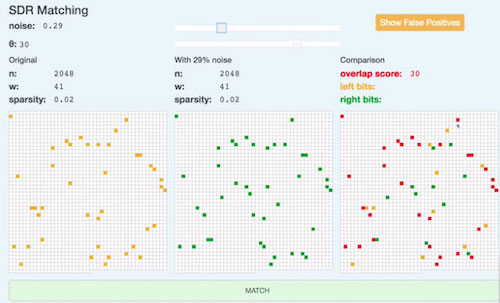 SDR Matching
noise: 0.29
Show False Positives
θ: 30
Original With 29% noise Comparison
n: 2048 n: 2048 overlap score: 30
w: 41 w: 41 left bits:
sparsity: 0.02 sparsity: 0.02 right bits:
MATCH